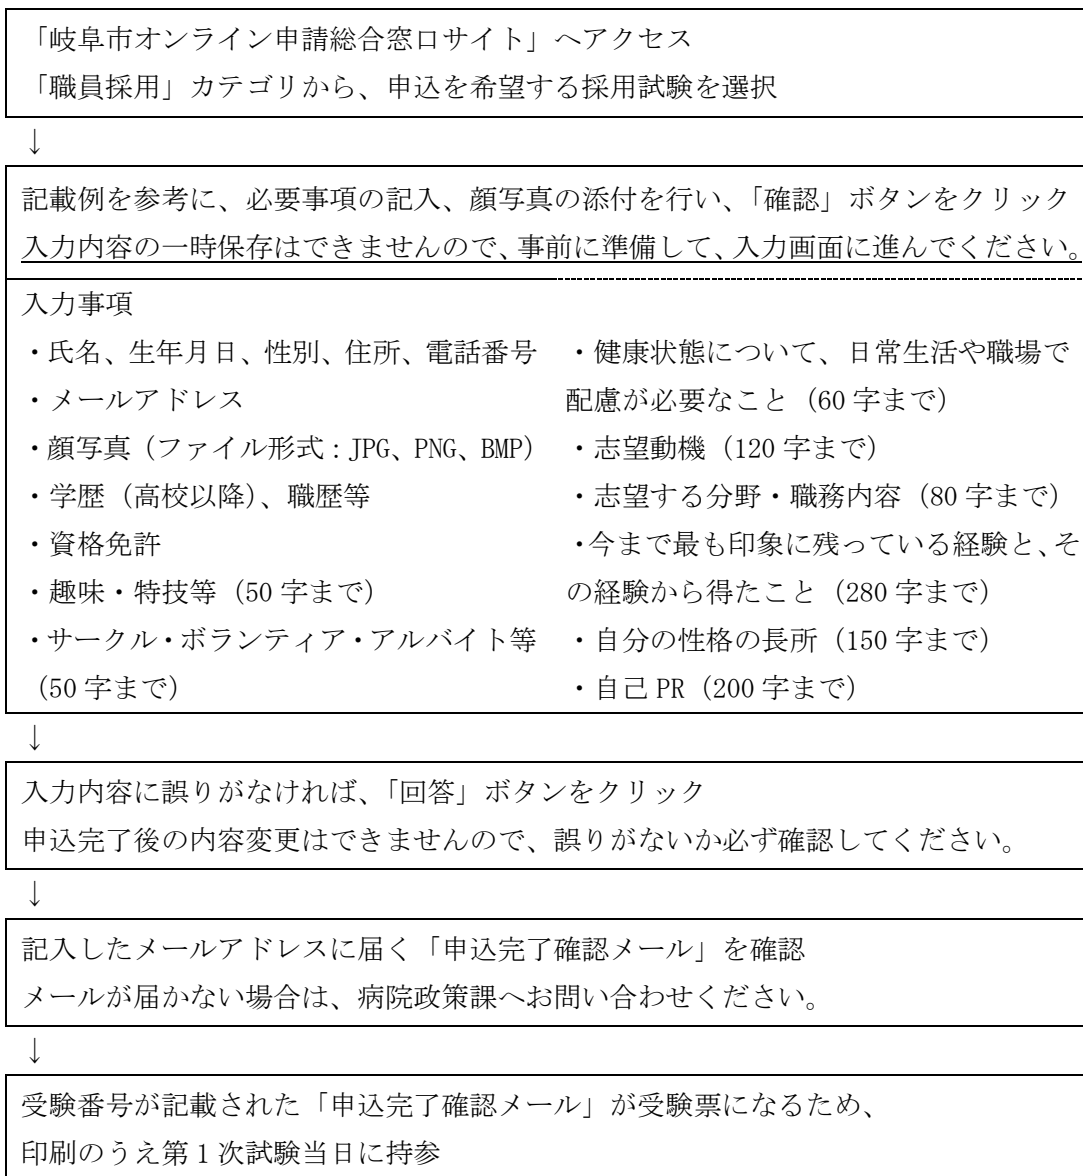 「岐阜市オンライン申請総合窓口サイト」へアクセス
「職員採用」カテゴリから、申込を希望する採用試験を選択
↓
記載例を参考に、必要事項の記入、顔写真の添付を行い、「確認」ボタンをクリック
入力内容の一時保存はできませんので、事前に準備して、入力画面に進んでください。
入力事項
・氏名、生年月日、性別、住所、電話番号
・メールアドレス
・顔写真（ファイル形式：JPG、PNG、BMP）
・学歴（高校以降）、職歴等
・資格免許
・趣味・特技等（50字まで）
・サークル・ボランティア・アルバイト等
（50字まで）
・健康状態について、日常生活や職場で
配慮が必要なこと（60字まで）
・志望動機（120字まで）
・志望する分野・職務内容（80字まで）
・今まで最も印象に残っている経験と、そ
の経験から得たこと（280字まで）
・自分の性格の長所（150字まで）
・自己PR（200字まで）
↓
入力内容に誤りがなければ、「回答」ボタンをクリック
申込完了後の内容変更はできませんので、誤りがないか必ず確認してください。
↓
記入したメールアドレスに届く「申込完了確認メール」を確認
メールが届かない場合は、病院政策課へお問い合わせください。
↓
受験番号が記載された「申込完了確認メール」が受験票になるため、
印刷のうえ第1次試験当日に持参